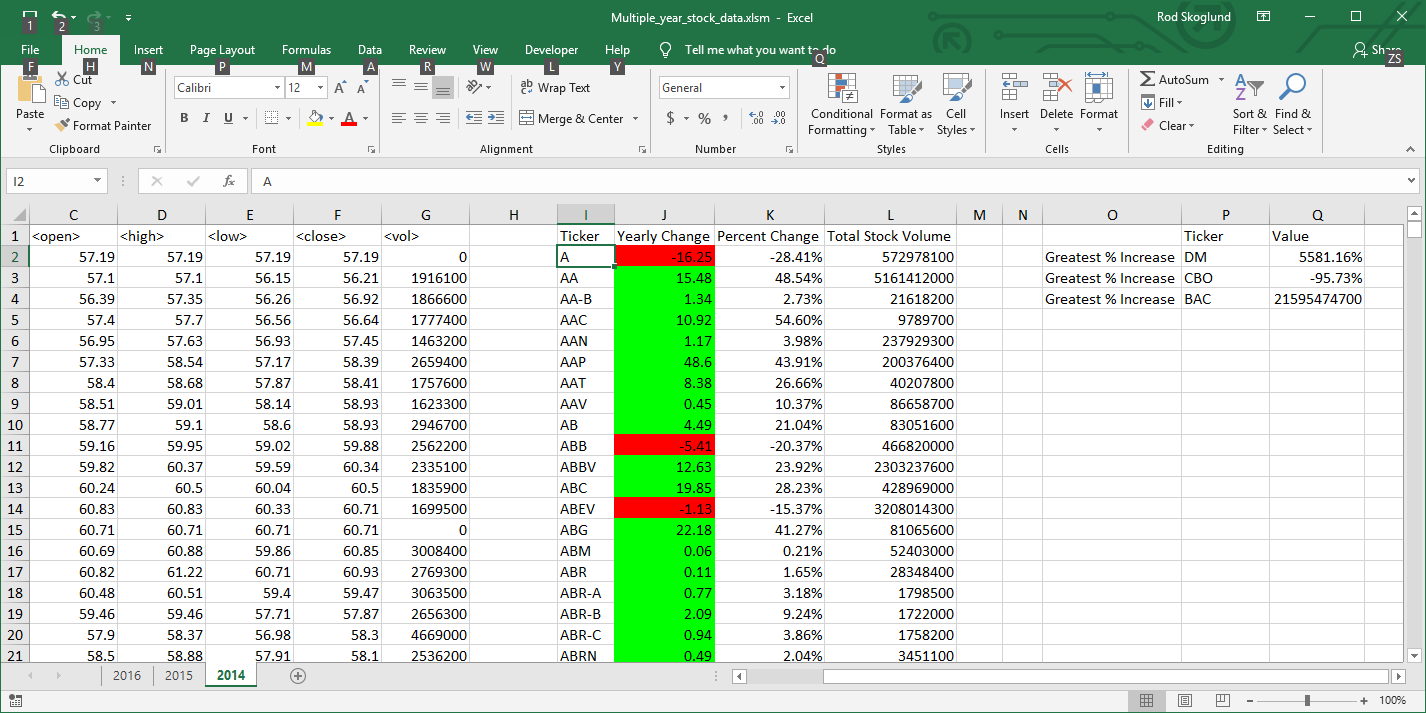 1 2 3 Multiple_year_stock_data.xlsm - Excel Rod Skoglund
File Home Insert Page Layout Formulas Data Review View Developer Help Tell me what you want to do Share
F H N P M A R W L Y Q ZS
Cut Calibri 12 A A ab Wrap Text General AutoSum
Copy
Paste Format Painter B I U A Merge & Center $ % , .00 Conditional Formatting Format as Table Cell Styles Insert Delete Format Fill Clear Sort & Filter Find & Select
Clipboard Font Alignment Number Styles Cells Editing
I2 fx A
C D E F G H I J K L M N O P Q
1 <open> <high> <low> <close> <vol> Ticker Yearly Change Percent Change Total Stock Volume Ticker Value
2 57.19 57.19 57.19 57.19 0 A -16.25 -28.41% 572978100 Greatest % Increase DM 5581.16%
3 57.1 57.1 56.15 56.21 1916100 AA 15.48 48.54% 5161412000 Greatest % Increase CBO -95.73%
4 56.39 57.35 56.26 56.92 1866600 AA-B 1.34 2.73% 21618200 Greatest % Increase BAC 21595474700
5 57.4 57.7 56.56 56.64 1777400 AAC 10.92 54.60% 9789700
6 56.95 57.63 56.93 57.45 1463200 AAN 1.17 3.98% 237929300
7 57.33 58.54 57.17 58.39 2659400 AAP 48.6 43.91% 200376400
8 58.4 58.68 57.87 58.41 1757600 AAT 8.38 26.66% 40207800
9 58.51 59.01 58.14 58.93 1623300 AAV 0.45 10.37% 86658700
10 58.77 59.1 58.6 58.93 2946700 AB 4.49 21.04% 83051600
11 59.16 59.95 59.02 59.88 2562200 ABB -5.41 -20.37% 466820000
12 59.82 60.37 59.59 60.34 2335100 ABBV 12.63 23.92% 2303237600
13 60.24 60.5 60.04 60.5 1835900 ABC 19.85 28.23% 428969000
14 60.83 60.83 60.33 60.71 1699500 ABEV -1.13 -15.37% 3208014300
15 60.71 60.71 60.71 60.71 0 ABG 22.18 41.27% 81065600
16 60.69 60.88 59.86 60.85 3008400 ABM 0.06 0.21% 52403000
17 60.82 61.22 60.71 60.93 2769300 ABR 0.11 1.65% 28348400
18 60.48 60.51 59.4 59.47 3063500 ABR-A 0.77 3.18% 1798500
19 59.46 59.46 57.71 57.87 2656300 ABR-B 2.09 9.24% 1722000
20 57.9 58.37 56.98 58.3 4669000 ABR-C 0.94 3.86% 1758200
21 58.5 58.88 57.91 58.1 2536200 ABRN 0.49 2.04% 3451100
2016 2015 2014
100%